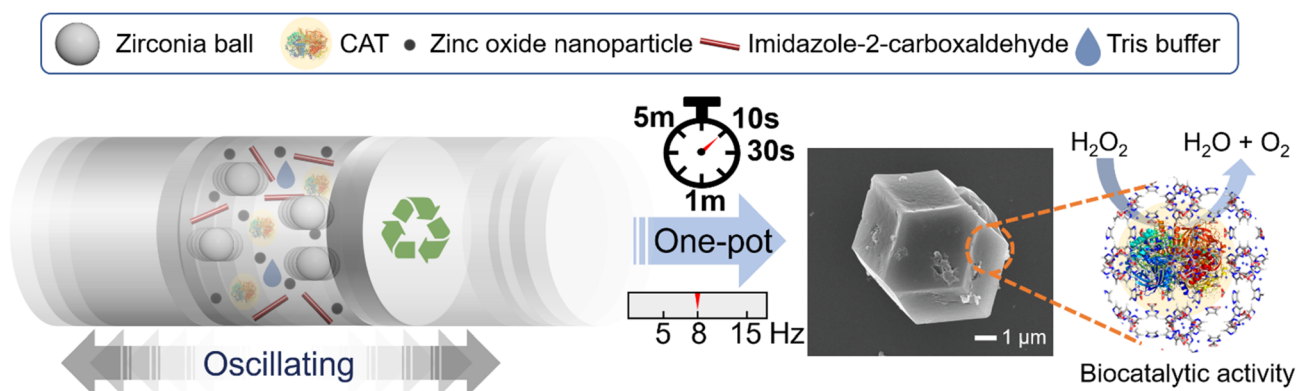 Zirconia ball CAT Zinc oxide nanoparticle Imidazole-2-carboxaldehyde Tris buffer
5m 10s
30s
1m
One-pot
5 8 15 Hz
Oscillating
1 µm
H₂O₂ H₂O + O₂
Biocatalytic activity